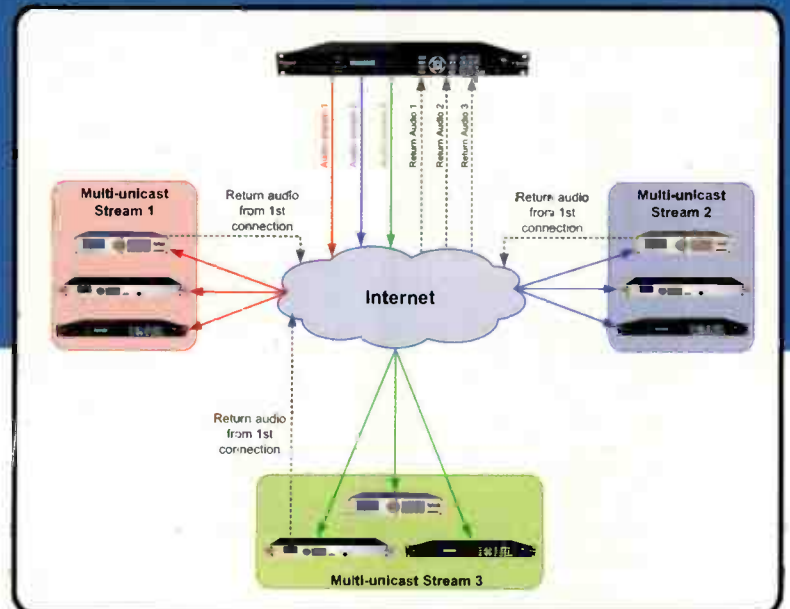 Audio stream 1
Audio stream 2
Audio stream 3
Return Audio 1
Return Audio 2
Return Audio 3
Multi-unicast
Stream 1
Return audio
from 1st
connection
Return audio
from 1st
connection
Multi-unicast
Stream 2
Internet
Return audio
from 1st
connection
Multi-unicast Stream 3